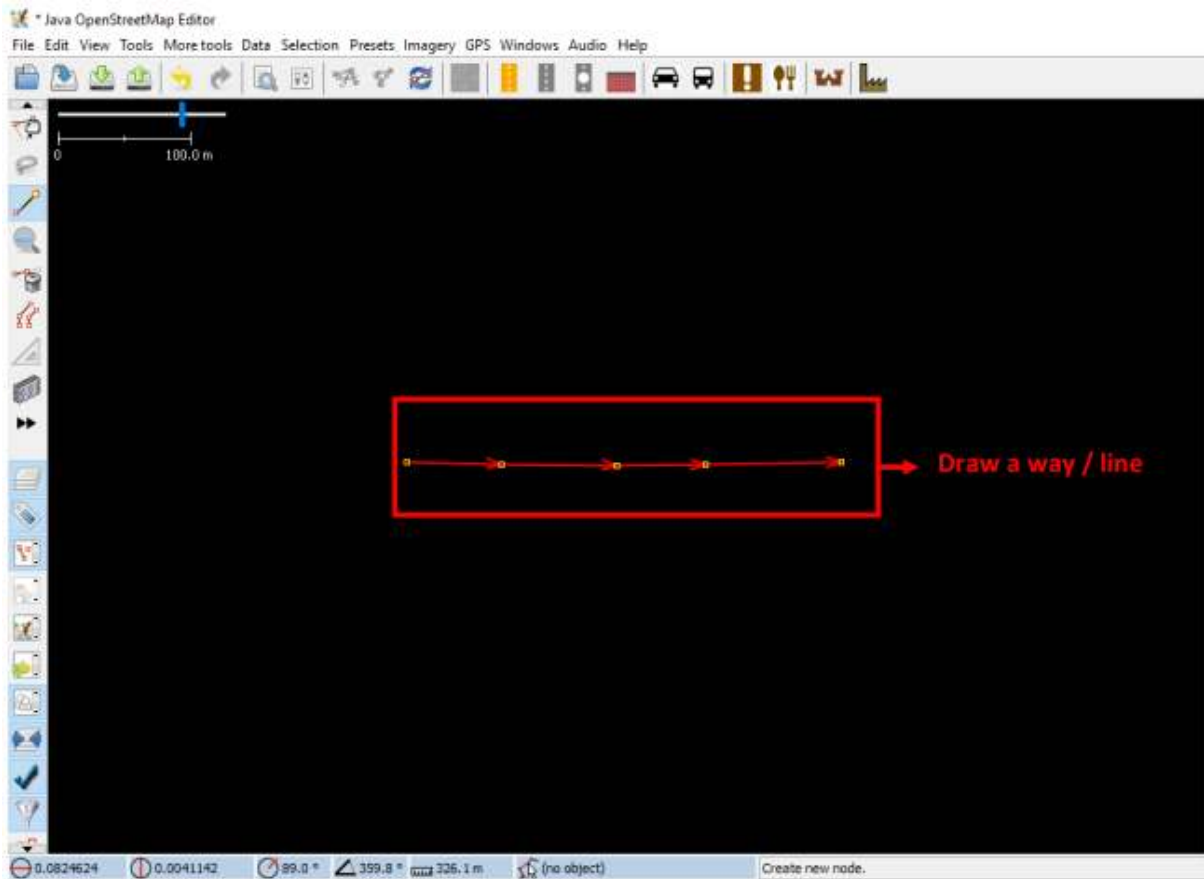 * Java OpenStreetMap Editor
File Edit View Tools More tools Data Selection Presets Imagery GPS Windows Audio Help
0 100.0 m
Draw a way / line
0.0824624 0.0041142 89.0 ° 359.8 ° 326.1 m (no object) Create new node.